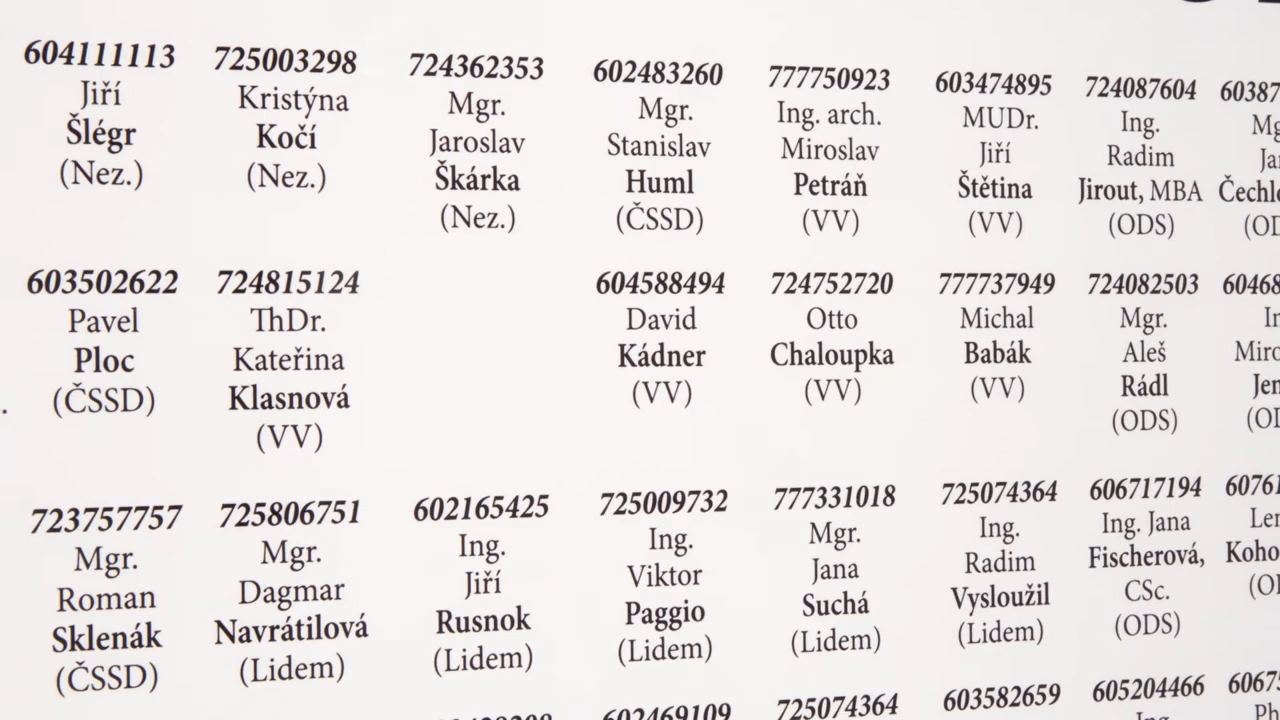 604111113 725003298 724362353 602483260 777750923 603474895 724087604
Jiří Kristýna Mgr. Mgr. Ing. arch. MUDr. Ing.
Šlégr Kočí Jaroslav Stanislav Miroslav Jiří Radim
(Nez.) (Nez.) Škárka Huml Petráň Štětina Jirout, MBA
(Nez.) (ČSSD) (VV) (VV) (ODS)
603502622 724815124 604588494 724752720 777737949 724082503
Pavel ThDr. David Otto Michal Mgr.
Ploc Kateřina Kádner Chaloupka Babák Aleš
(ČSSD) Klasnová (VV) (VV) (VV) Rádl
(VV) (ODS)
723757757 725806751 602165425 725009732 777331018 725074364 606717194
Mgr. Mgr. Ing. Ing. Mgr. Ing. Ing. Jana
Roman Dagmar Jiří Viktor Jana Radim Fischerová,
Sklenák Navrátilová Rusnok Paggio Suchá Vysloužil CSc.
(ČSSD) (Lidem) (Lidem) (Lidem) (Lidem) (Lidem) (ODS)
602469109 725074364 603582659 605204466
Ing.